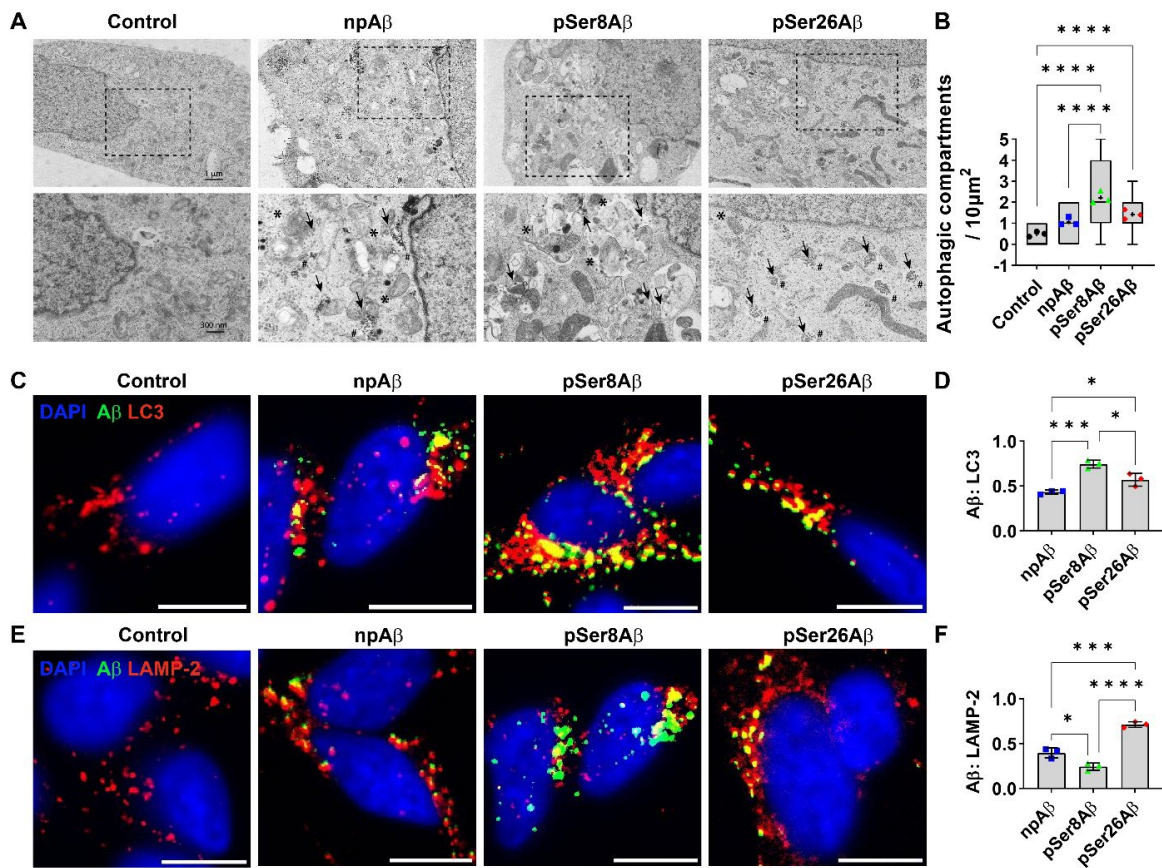 A Control npAβ pSer8Aβ pSer26Aβ
1 µm
300 nm
* * * * * * *
# # # # # # # # #
B
Autophagic compartments
/ 10µm²
* * * *
* * * *
* * * *
6
5
4
3
2
1
0
-1
Control
npAβ
pSer8Aβ
pSer26Aβ
C Control npAβ pSer8Aβ pSer26Aβ
DAPI Aβ LC3
D
Aβ: LC3
*
* * * *
1.0
0.5
0.0
npAβ
pSer8Aβ
pSer26Aβ
E Control npAβ pSer8Aβ pSer26Aβ
DAPI Aβ LAMP-2
F
Aβ: LAMP-2
* * *
* * * *
*
1.0
0.5
0.0
npAβ
pSer8Aβ
pSer26Aβ